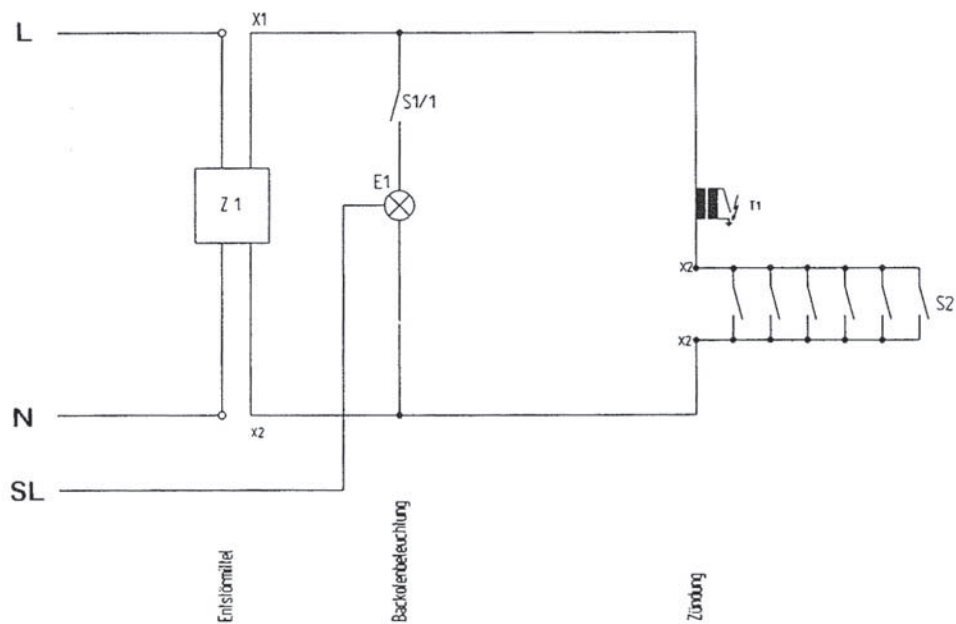 L
X1
S1/1
E1
Z 1
T1
X2
S2
X2
N
X2
SL
Entstörmittel
Backofenbeleuchtung
Zündung